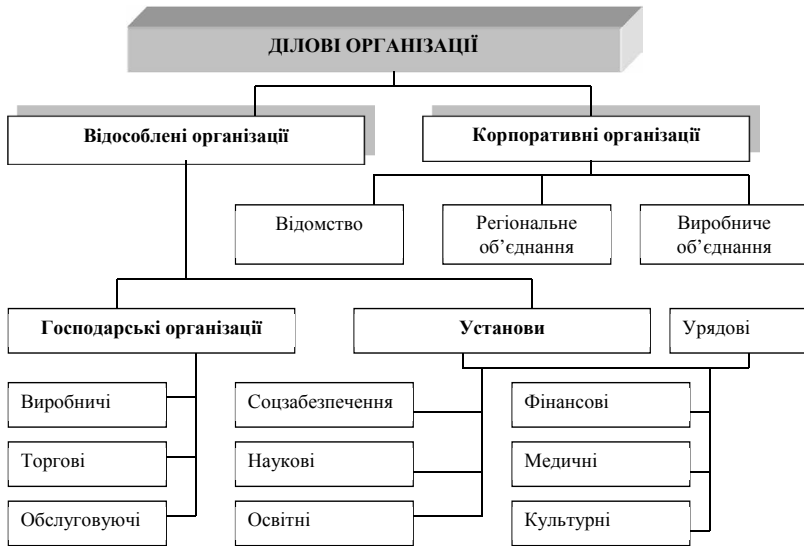 ДІЛОВІ ОРГАНІЗАЦІЇ
Відособлені організації
Корпоративні організації
Відомство
Регіональне
об’єднання
Виробниче
об’єднання
Господарські організації
Установи
Урядові
Виробничі
Соцзабезпечення
Фінансові
Торгові
Наукові
Медичні
Обслуговуючі
Освітні
Культурні